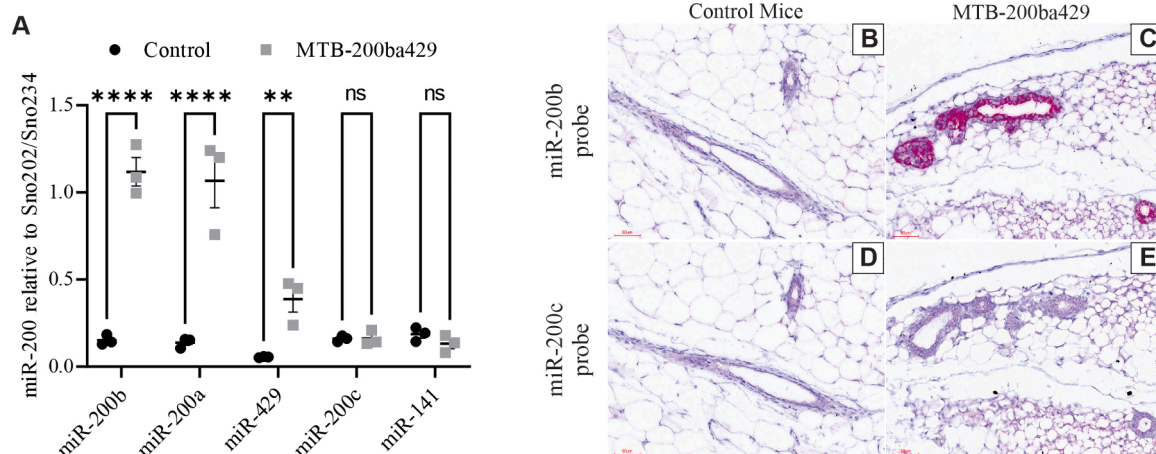 A
Control
MTB-200ba429
**** **** ** ns ns
miR-200 relative to Sno202/Sno234
1.5
1.0
0.5
0.0
miR-200b
miR-200a
miR-429
miR-200c
miR-141
Control Mice
MTB-200ba429
miR-200b
probe
B
C
miR-200c
probe
D
E